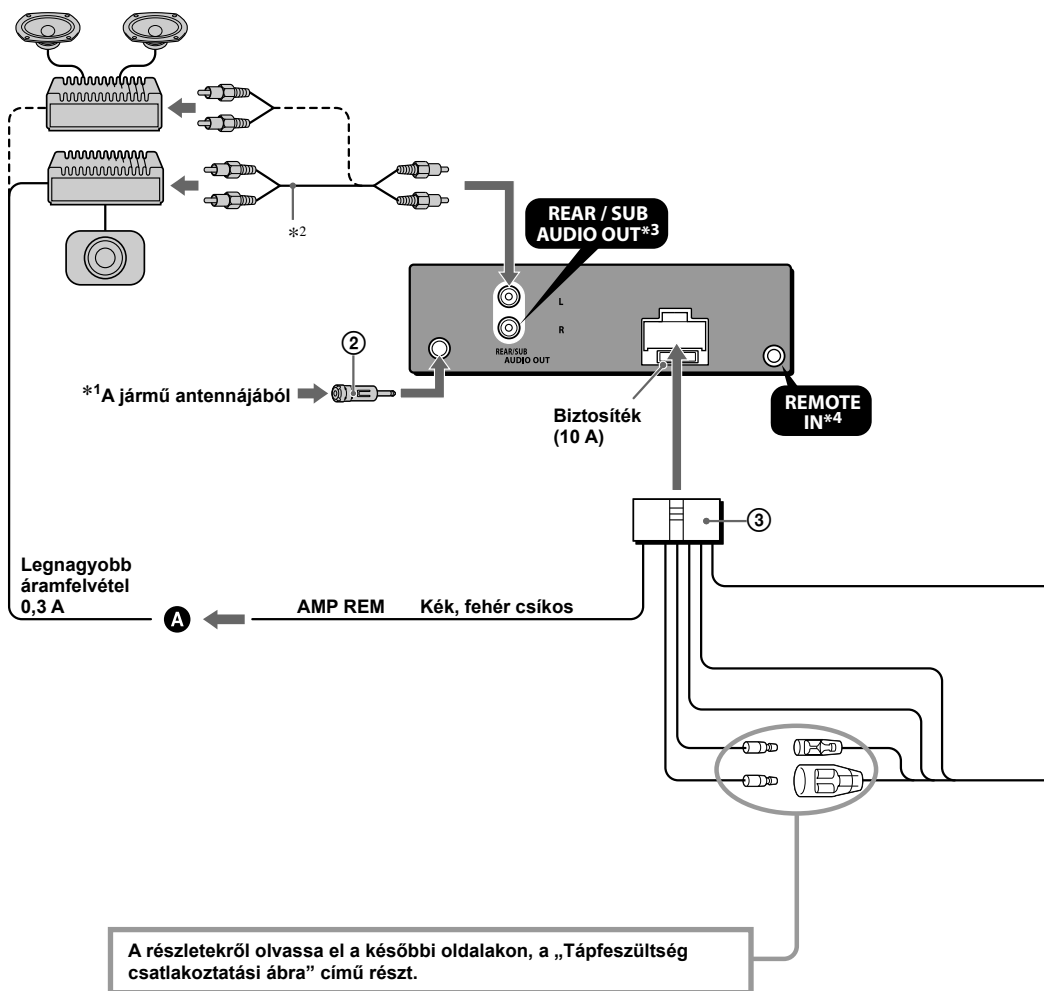 *2
REAR / SUB
AUDIO OUT*3
L
R
REAR/SUB
AUDIO OUT
②
*1A jármű antennájából
Biztosíték
(10 A)
REMOTE
IN*4
③
Legnagyobb
áramfelvétel
0,3 A
A
AMP REM
Kék, fehér csíkos
A részletekről olvassa el a későbbi oldalakon, a „Tápfeszültség
csatlakoztatási ábra” című részt.